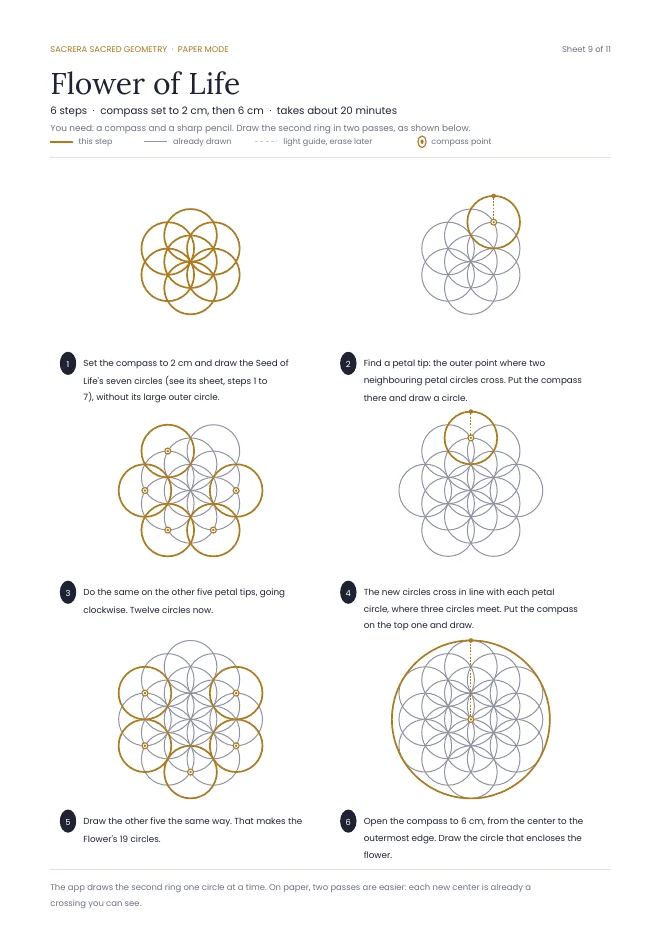 SACRERA SACRED GEOMETRY · PAPER MODE
Sheet 9 of 11
Flower of Life
6 steps · compass set to 2 cm, then 6 cm · takes about 20 minutes
You need: a compass and a sharp pencil. Draw the second ring in two passes, as shown below.
this step
already drawn
light guide, erase later
compass point
1
Set the compass to 2 cm and draw the Seed of
Life's seven circles (see its sheet, steps 1 to
7), without its large outer circle.
2
Find a petal tip: the outer point where two
neighbouring petal circles cross. Put the compass
there and draw a circle.
3
Do the same on the other five petal tips, going
clockwise. Twelve circles now.
4
The new circles cross in line with each petal
circle, where three circles meet. Put the compass
on the top one and draw.
5
Draw the other five the same way. That makes the
Flower's 19 circles.
6
Open the compass to 6 cm, from the center to the
outermost edge. Draw the circle that encloses the
flower.
The app draws the second ring one circle at a time. On paper, two passes are easier: each new center is already a
crossing you can see.